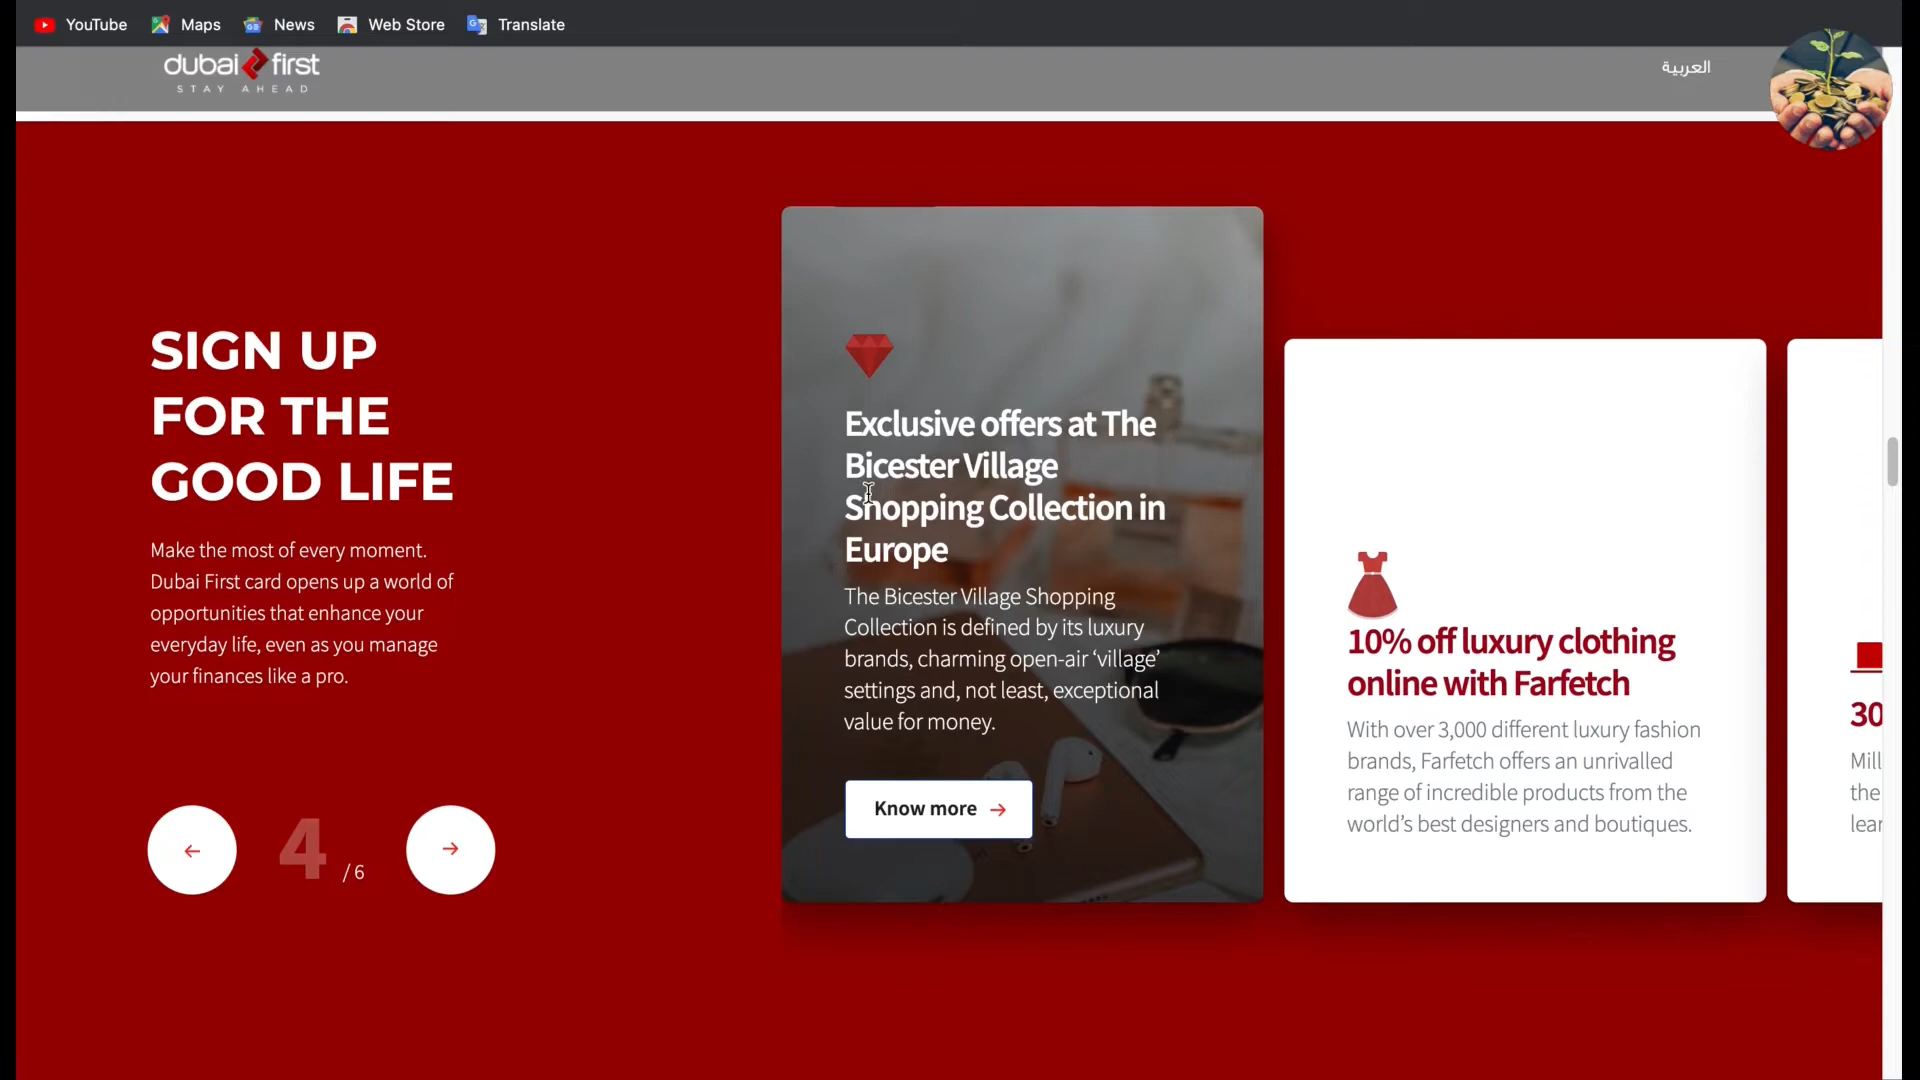 YouTube
Maps
News
Web Store
Translate
dubai first
STAY AHEAD
العربية
SIGN UP
FOR THE
GOOD LIFE
Make the most of every moment.
Dubai First card opens up a world of
opportunities that enhance your
everyday life, even as you manage
your finances like a pro.
4 / 6
Exclusive offers at The
Bicester Village
Shopping Collection in
Europe
The Bicester Village Shopping
Collection is defined by its luxury
brands, charming open-air ‘village’
settings and, not least, exceptional
value for money.
Know more
10% off luxury clothing
online with Farfetch
With over 3,000 different luxury fashion
brands, Farfetch offers an unrivalled
range of incredible products from the
world’s best designers and boutiques.
30
Mill
the
lear